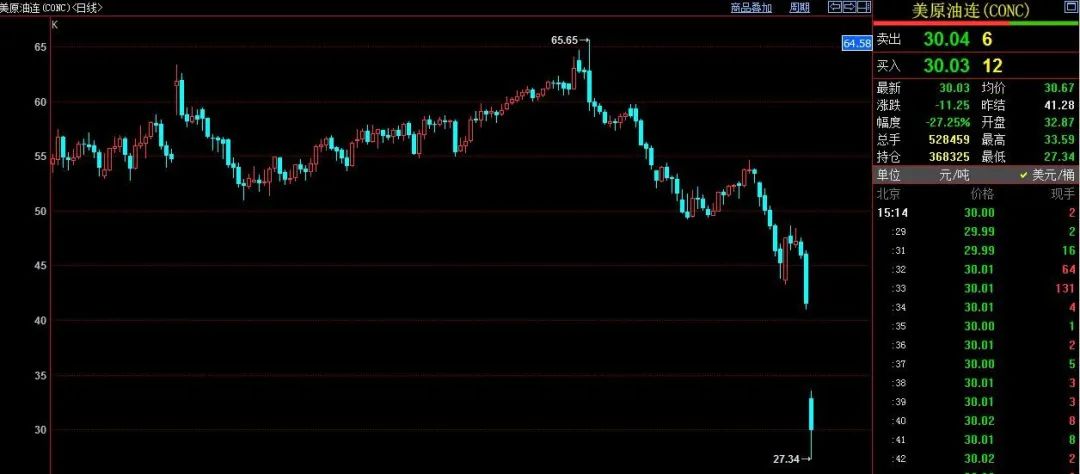 美原油连(CONC)<日线>
商品叠加 周期
美原油连(CONC)
K
65.65→
64.58
65
60
55
50
45
40
35
30
27.34→
卖出 30.04 6
买入 30.03 12
最新 30.03 均价 30.67
涨跌 -11.25 昨结 41.28
幅度 -27.25% 开盘 32.87
总手 528459 最高 33.59
持仓 368325 最低 27.34
单位 元/吨 ✓美元/桶
北京 价格 现手
15:14 30.00 2
:29 29.99 2
:31 29.99 16
:32 30.01 64
:33 30.01 131
:34 30.01 4
:35 30.00 1
:36 30.01 2
:37 30.00 5
:38 30.01 3
:39 30.01 3
:40 30.02 8
:41 30.01 8
:42 30.02 2